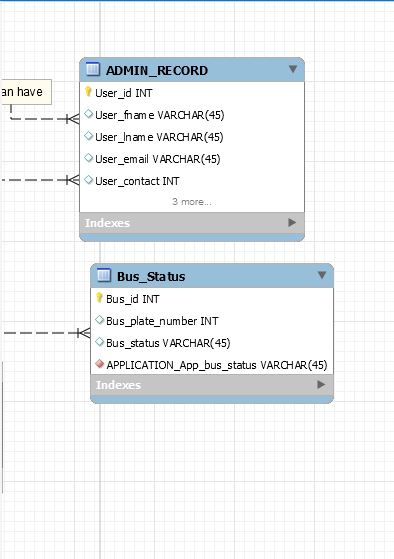 ADMIN_RECORD
an have
User_id INT
User_fname VARCHAR(45)
User_lname VARCHAR(45)
User_email VARCHAR(45)
User_contact INT
3 more...
Indexes
Bus_Status
Bus_id INT
Bus_plate_number INT
Bus_status VARCHAR(45)
APPLICATION_App_bus_status VARCHAR(45)
Indexes